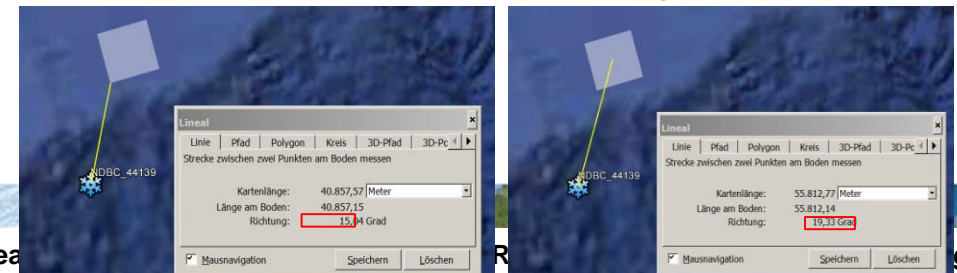 NDBC_44139
Lineal
Linie Pfad Polygon Kreis 3D-Pfad
Strecke zwischen zwei Punkten am Boden messen
Kartenlänge: 40.857,57 Meter
Länge am Boden: 40.857,15
Richtung: 15,04 Grad
Mausnavigation Speichern Löschen
NDBC_44139
Lineal
Linie Pfad Polygon Kreis 3D-Pfad
Strecke zwischen zwei Punkten am Boden messen
Kartenlänge: 55.812,77 Meter
Länge am Boden: 55.812,14
Richtung: 19,33 Grad
Mausnavigation Speichern Löschen